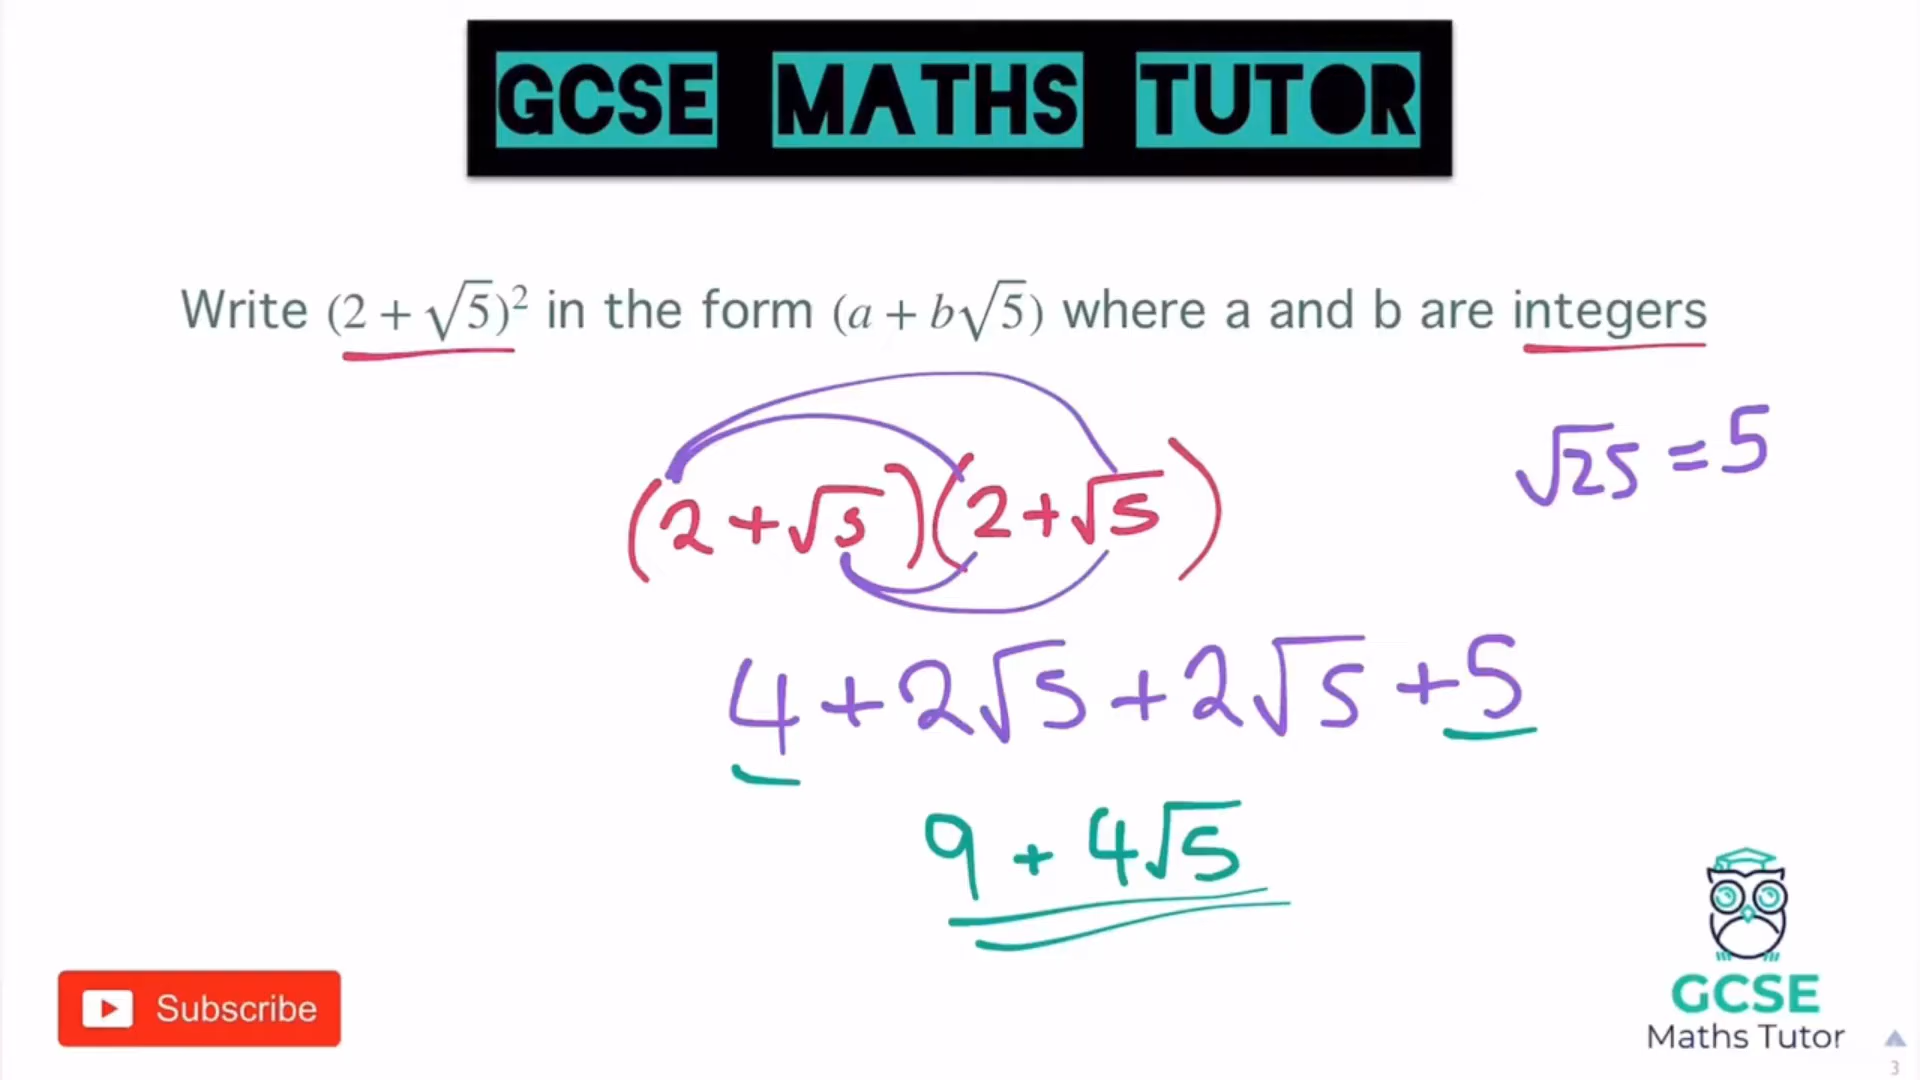 GCSE MATHS TUTOR
Write (2 + √5)² in the form (a + b√5) where a and b are integers
√25 = 5
(2 + √5)(2 + √5)
4 + 2√5 + 2√5 + 5
9 + 4√5
Subscribe
GCSE
Maths Tutor
3